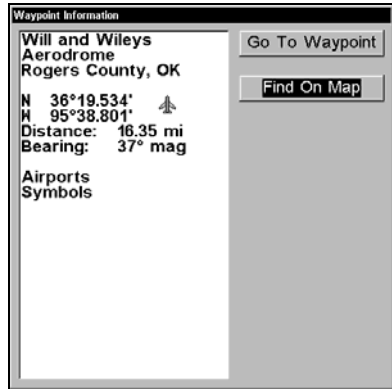 Waypoint Information
Will and Wileys
Aerodrome
Rogers County, OK
N 36°19.534'
W 95°38.801'
Distance: 16.35 mi
Bearing: 37° mag
Airports
Symbols
Go To Waypoint
Find On Map